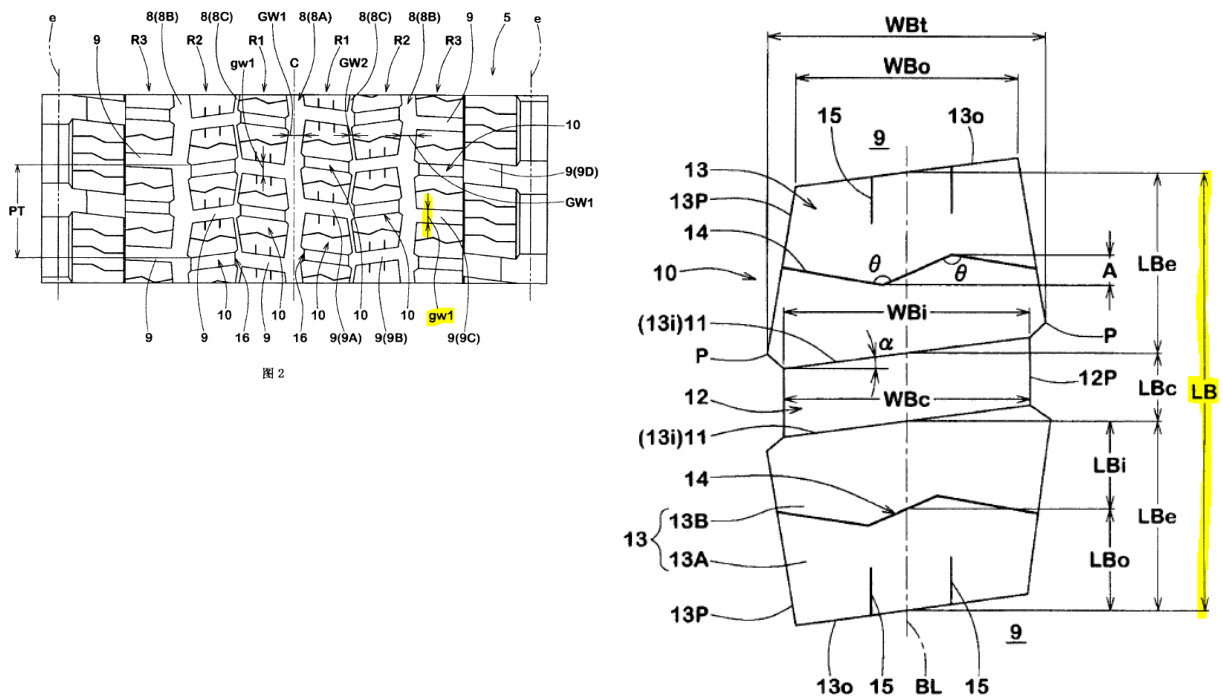 e 8(8B) 8(8C) GW1 8(8A) 8(8C) 8(8B) 9 5 e
9 R3 R2 R1 R1 R2 R3
gw1 C GW2
10
9(9D)
PT
GW1
gw1
10 10 10 10 10
9 9 16 9 16 9(9A) 9(9B) 9(9C)
图 2
WBt
WBo
15 9 13o
13
13P
14
θ θ A LBe
10
WBi
(13i)11
P α P
12P
12 WBc LBc LB
(13i)11
14 LBi
13B
13 LBe
13A
LBo
13P
9
13o 15 BL 15